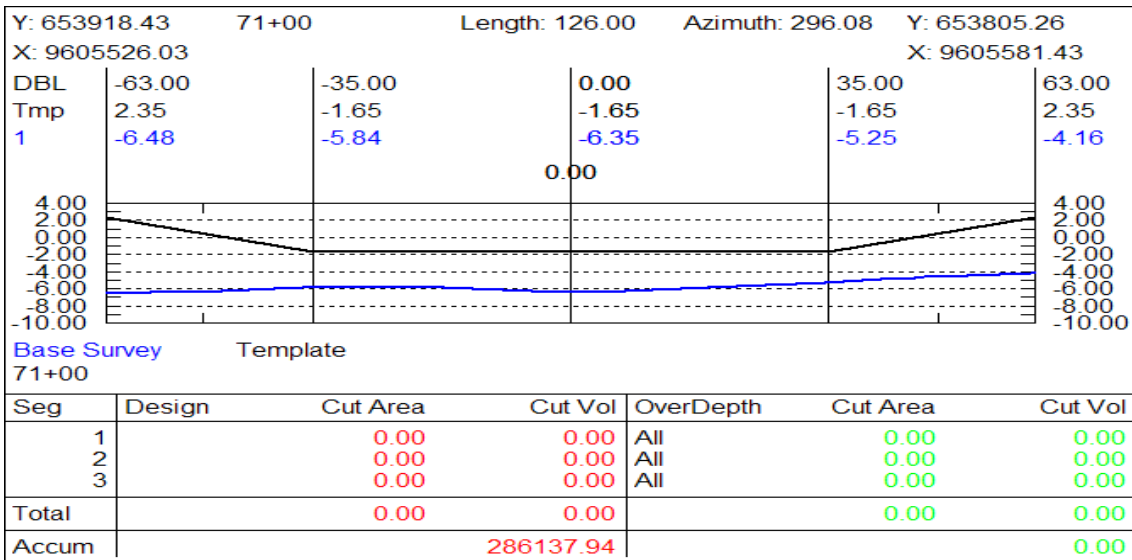 Y: 653918.43 71+00 Length: 126.00 Azimuth: 296.08 Y: 653805.26
X: 9605526.03 X: 9605581.43
DBL -63.00 -35.00 0.00 35.00 63.00
Tmp 2.35 -1.65 -1.65 -1.65 2.35
1 -6.48 -5.84 -6.35 -5.25 -4.16
0.00
4.00 4.00
2.00 2.00
0.00 0.00
-2.00 -2.00
-4.00 -4.00
-6.00 -6.00
-8.00 -8.00
-10.00 -10.00
Base Survey Template
71+00
Seg Design Cut Area Cut Vol OverDepth Cut Area Cut Vol
1 0.00 0.00 All 0.00 0.00
2 0.00 0.00 All 0.00 0.00
3 0.00 0.00 All 0.00 0.00
Total 0.00 0.00 0.00 0.00
Accum 286137.94 0.00